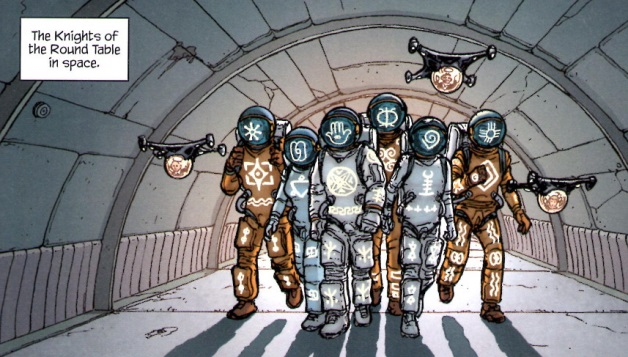 The Knights of
the Round Table
in space.